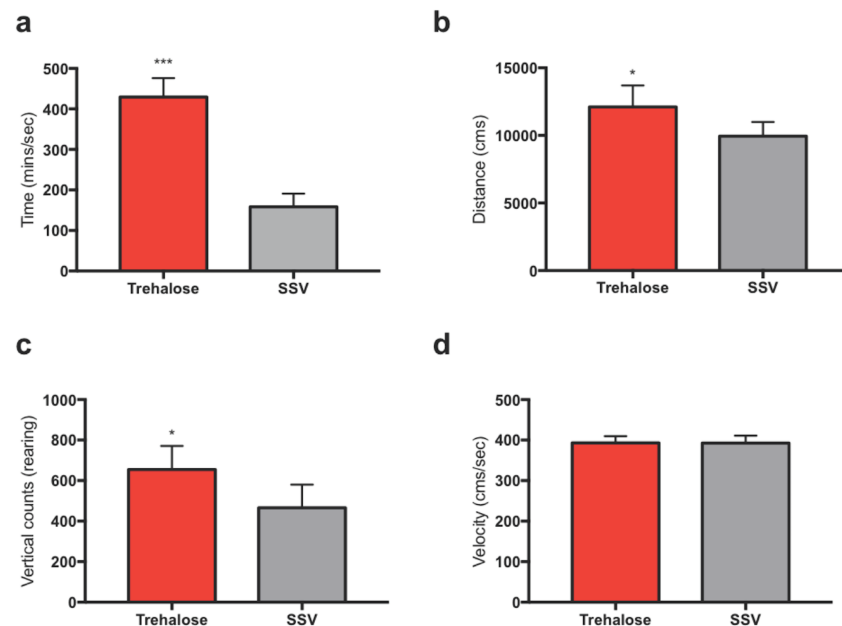 a
***
500
400
300
200
100
0
Time (mins/sec)
Trehalose SSV
b
*
15000
10000
5000
0
Distance (cms)
Trehalose SSV
c
*
1000
800
600
400
200
0
Vertical counts (rearing)
Trehalose SSV
d
500
400
300
200
100
0
Velocity (cms/sec)
Trehalose SSV